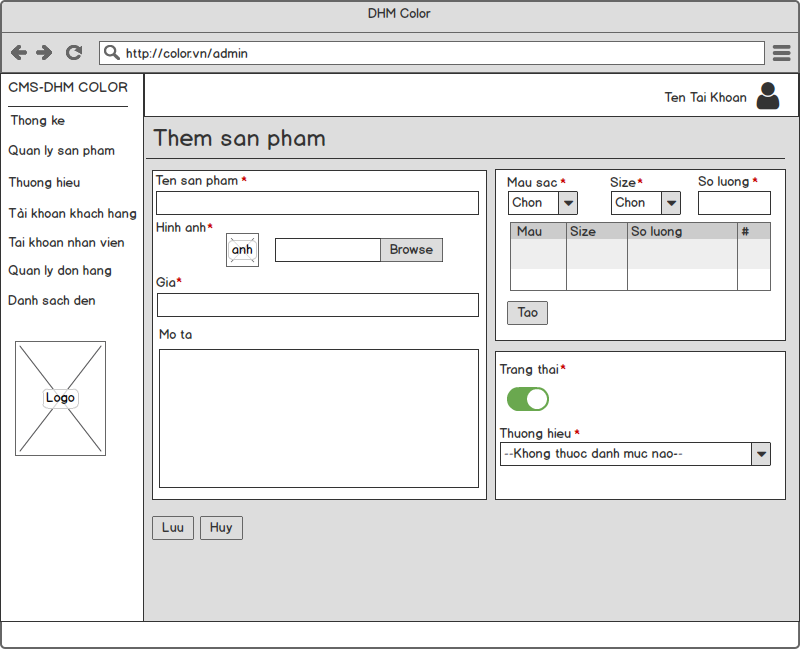 DHM Color
http://color.vn/admin
CMS-DHM COLOR
Thong ke
Quan ly san pham
Thuong hieu
Tài khoan khach hang
Tai khoan nhan vien
Quan ly don hang
Danh sach den
Logo
Ten Tai Khoan
Them san pham
Ten san pham *
Hinh anh*
anh
Browse
Gia*
Mo ta
Luu Huy
Mau sac * Size* So luong *
Chon Chon
Mau Size So luong #
Tao
Trang thai*
Thuong hieu *
--Khong thuoc danh muc nao--